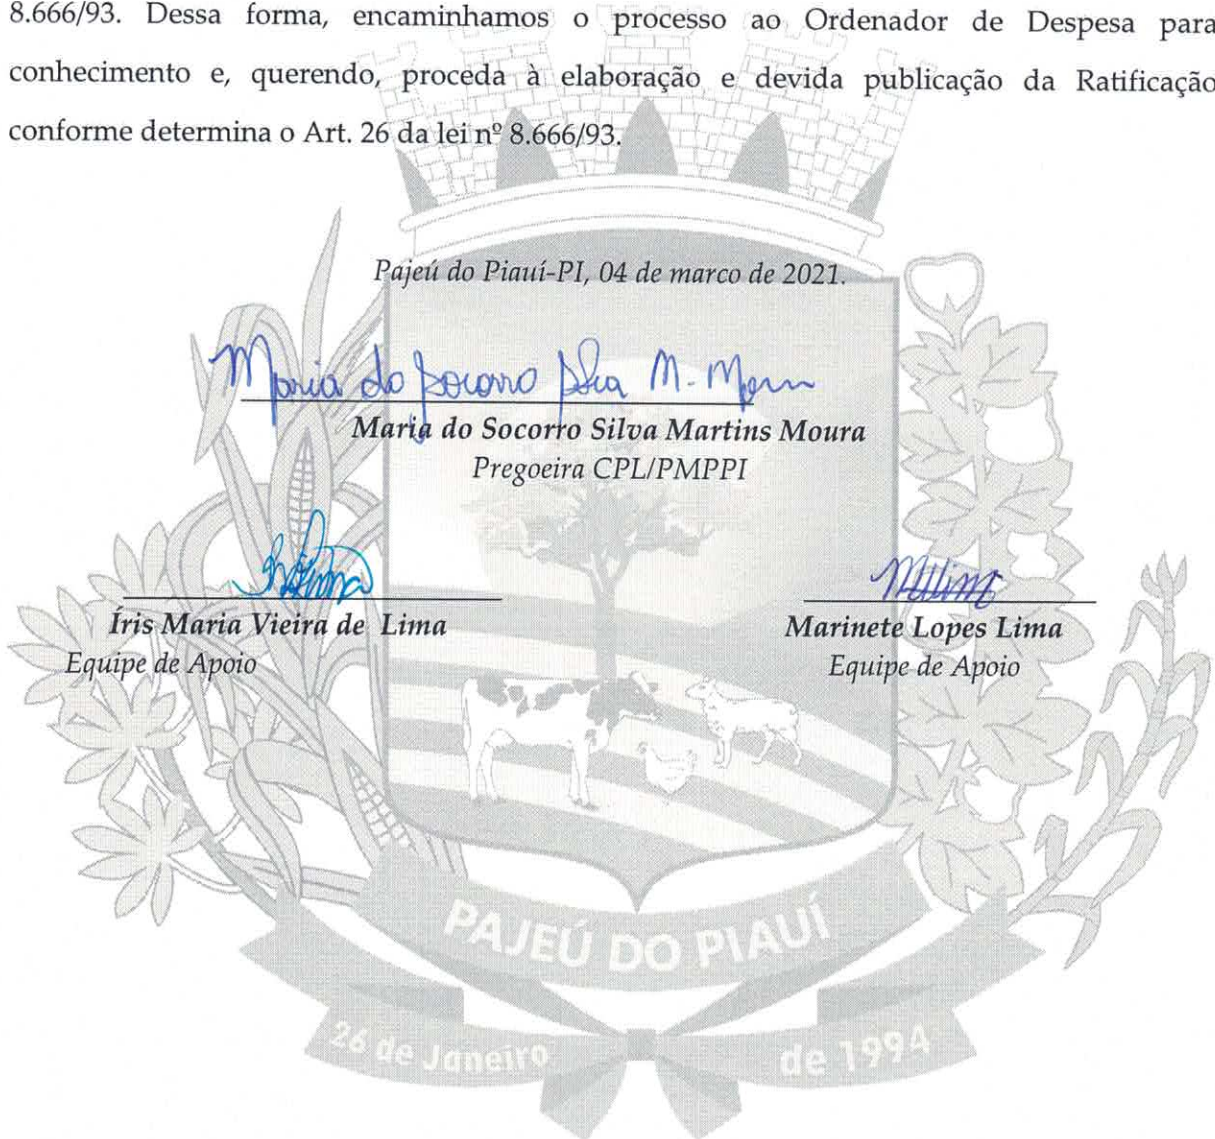 8.666/93. Dessa forma, encaminhamos o processo ao Ordenador de Despesa para
conhecimento e, querendo, proceda à elaboração e devida publicação da Ratificação
conforme determina o Art. 26 da lei nº 8.666/93.
Pajeú do Piauí-PI, 04 de marco de 2021.
Maria do Socorro Silva M. Moura
Maria do Socorro Silva Martins Moura
Pregoeira CPL/PMPPI
Íris Maria Vieira de Lima
Equipe de Apoio
Marinete Lopes Lima
Equipe de Apoio
PAJEÚ DO PIAUÍ
26 de Janeiro de 1994